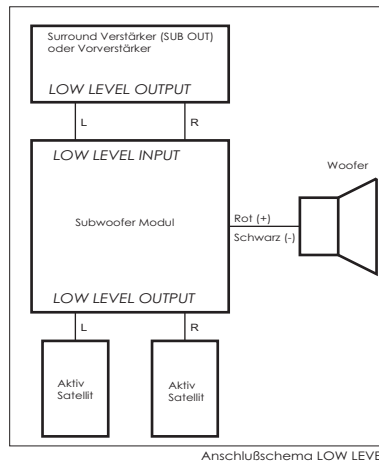 Surround Verstärker (SUB OUT)
oder Vorverstärker
LOW LEVEL OUTPUT
L R
LOW LEVEL INPUT
Woofer
Subwoofer Modul
Rot (+)
Schwarz (-)
LOW LEVEL OUTPUT
L R
Aktiv Aktiv
Satellit Satellit
Anschlußschema LOW LEVE